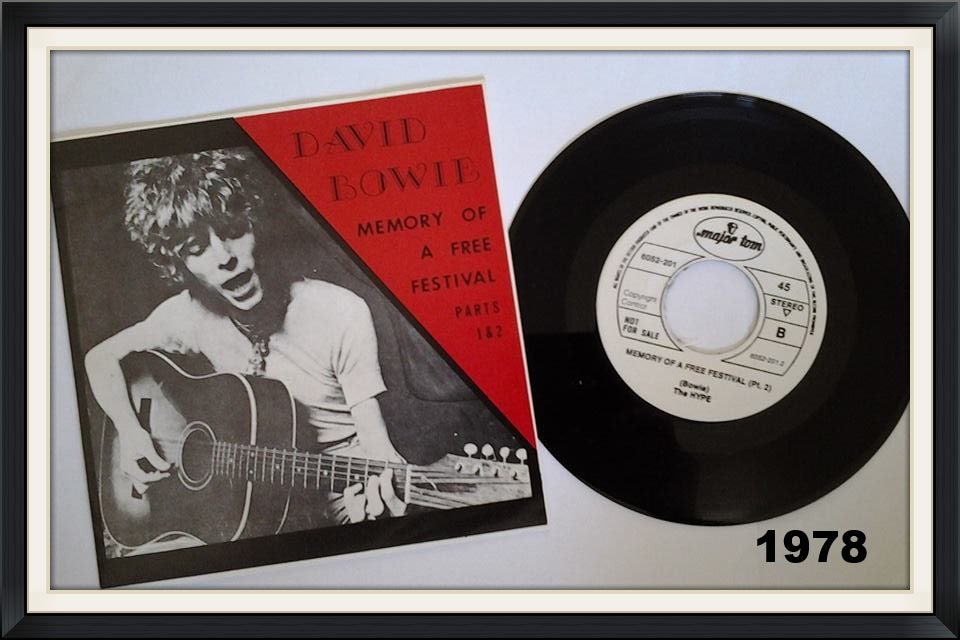 DAVID
BOWIE
MEMORY OF
A FREE
FESTIVAL
PARTS
1&2
major tom
6052-201
45
STEREO
B
Copyright
Control
NOT
FOR SALE
6052-201.2
MEMORY OF A FREE FESTIVAL (Pt. 2)
(Bowie)
The HYPE
1978